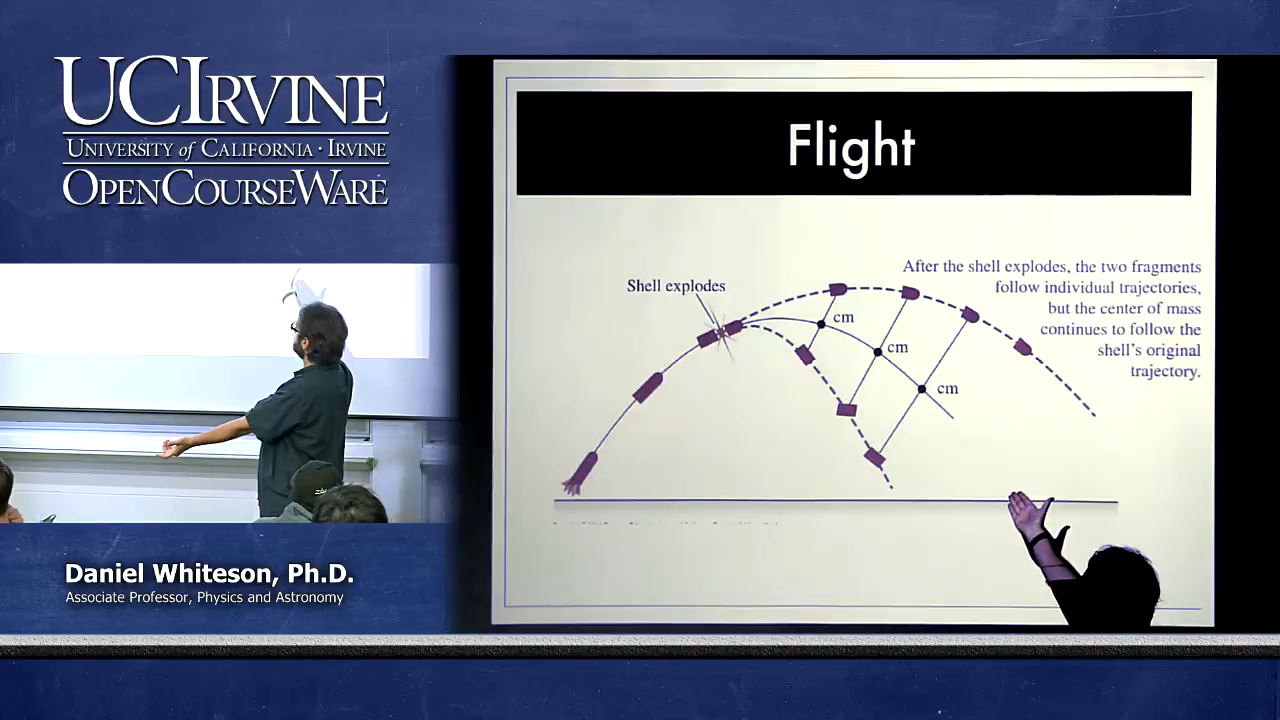 UCIRVINE
UNIVERSITY of CALIFORNIA · IRVINE
OPENCOURSEWARE
Flight
Shell explodes
After the shell explodes, the two fragments
follow individual trajectories,
but the center of mass
continues to follow the
shell's original
trajectory.
cm
cm
cm
Daniel Whiteson, Ph.D.
Associate Professor, Physics and Astronomy